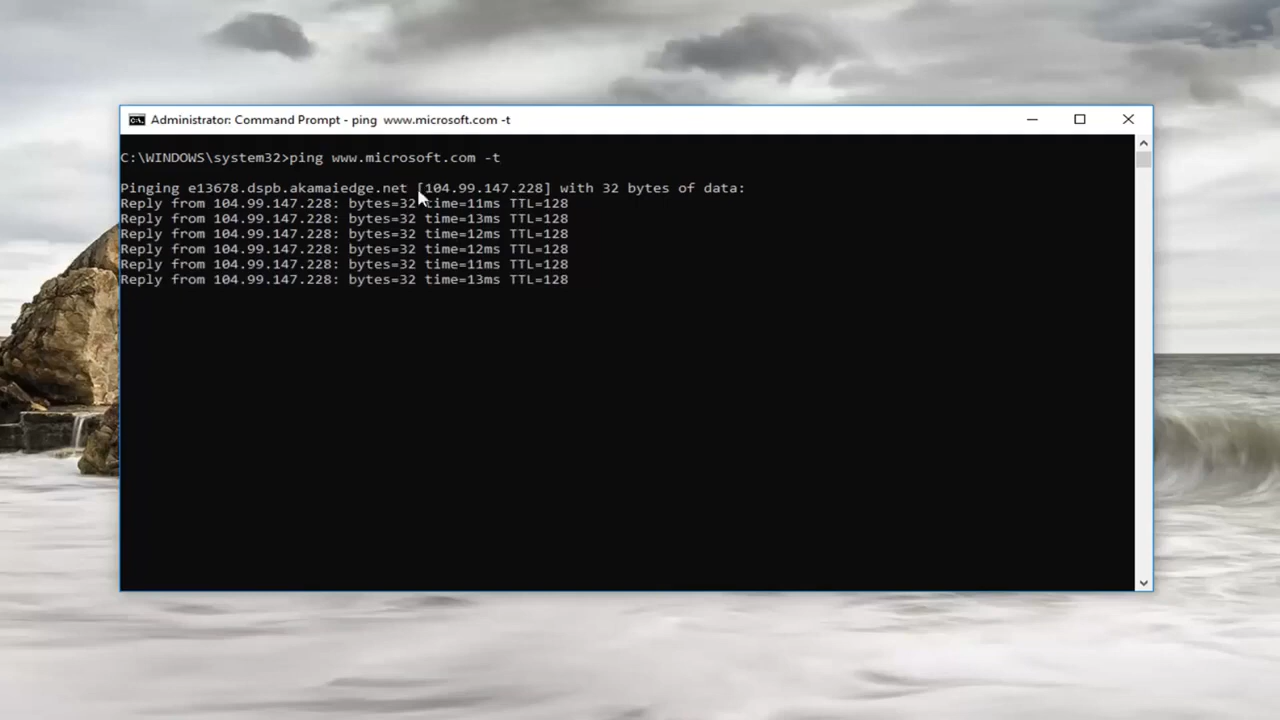 Administrator: Command Prompt - ping  www.microsoft.com -t
C:\WINDOWS\system32>ping www.microsoft.com -t
Pinging e13678.dspb.akamaiedge.net [104.99.147.228] with 32 bytes of data:
Reply from 104.99.147.228: bytes=32 time=11ms TTL=128
Reply from 104.99.147.228: bytes=32 time=13ms TTL=128
Reply from 104.99.147.228: bytes=32 time=12ms TTL=128
Reply from 104.99.147.228: bytes=32 time=12ms TTL=128
Reply from 104.99.147.228: bytes=32 time=11ms TTL=128
Reply from 104.99.147.228: bytes=32 time=13ms TTL=128